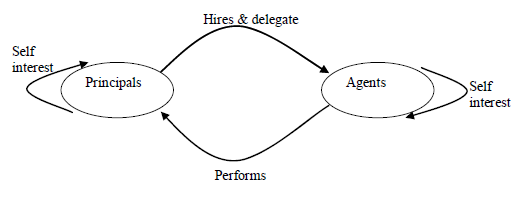 Hires & delegate
Self
interest
Principals
Agents
Self
interest
Performs